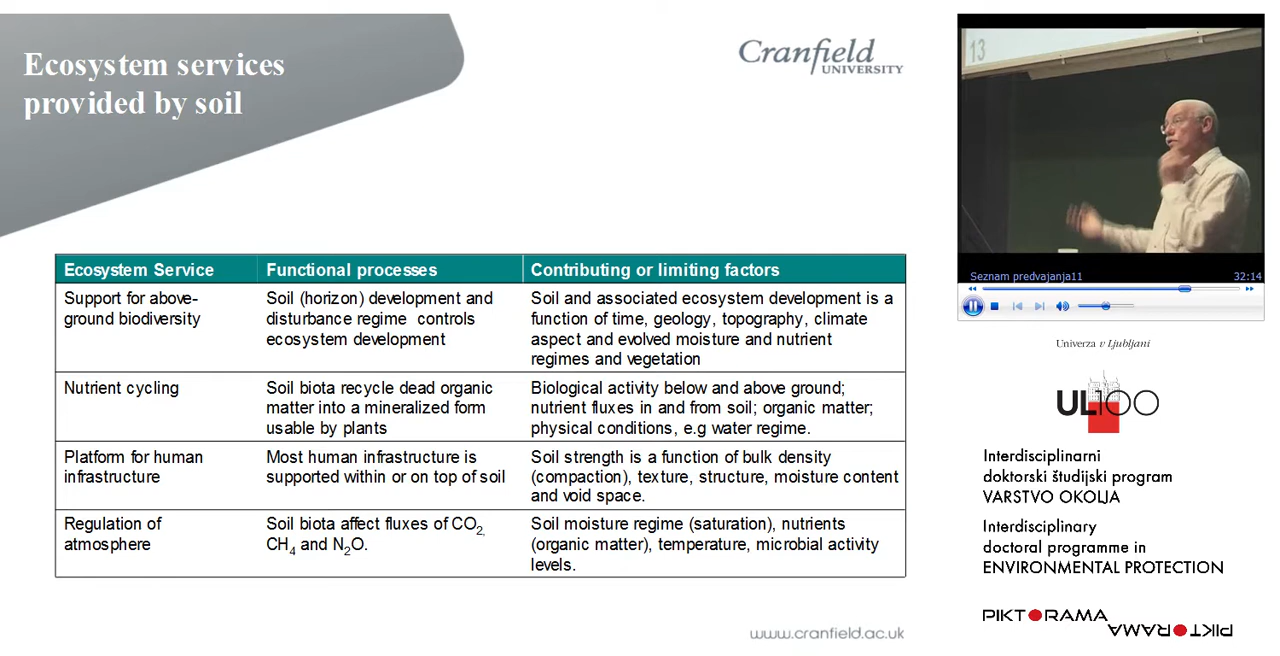 Ecosystem services
provided by soil
Cranfield
UNIVERSITY
Ecosystem Service
Functional processes
Contributing or limiting factors
Support for above-
ground biodiversity
Soil (horizon) development and
disturbance regime controls
ecosystem development
Soil and associated ecosystem development is a
function of time, geology, topography, climate
aspect and evolved moisture and nutrient
regimes and vegetation
Nutrient cycling
Soil biota recycle dead organic
matter into a mineralized form
usable by plants
Biological activity below and above ground;
nutrient fluxes in and from soil; organic matter;
physical conditions, e.g water regime.
Platform for human
infrastructure
Most human infrastructure is
supported within or on top of soil
Soil strength is a function of bulk density
(compaction), texture, structure, moisture content
and void space.
Regulation of
atmosphere
Soil biota affect fluxes of CO2,
CH4 and N2O.
Soil moisture regime (saturation), nutrients
(organic matter), temperature, microbial activity
levels.
www.cranfield.ac.uk
13
Seznam predvajanja11 32:14
Univerza v Ljubljani
UL100
Interdisciplinarni
doktorski študijski program
VARSTVO OKOLJA
Interdisciplinary
doctoral programme in
ENVIRONMENTAL PROTECTION
PIKTORAMA
PIKTORAMA